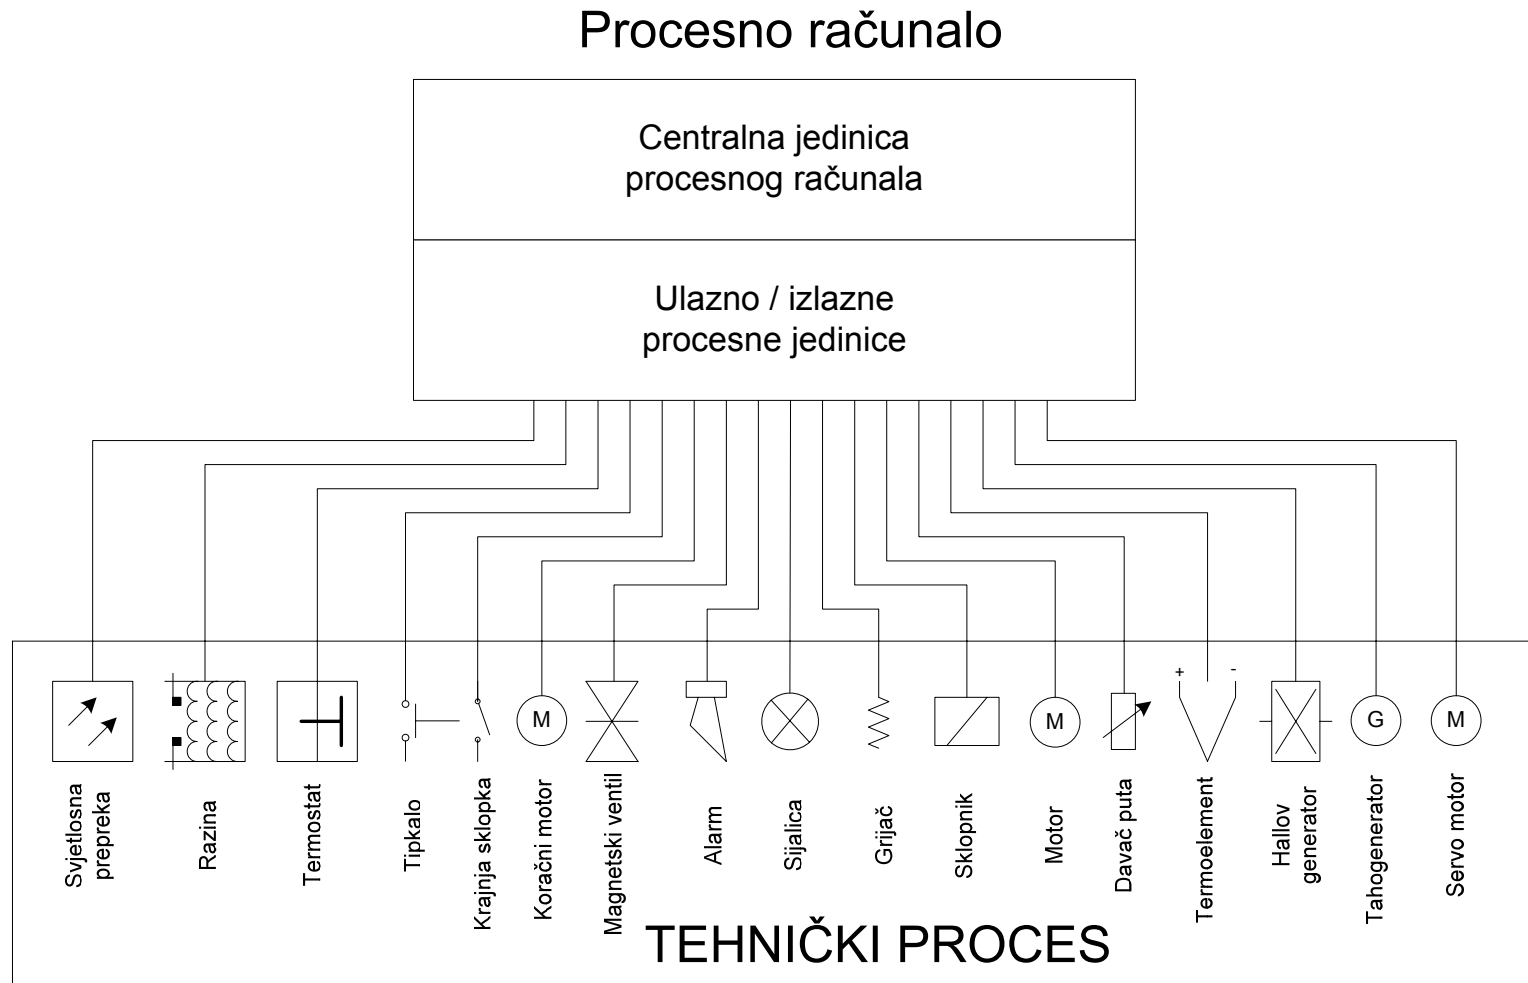 Procesno računalo
Centralna jedinica
procesnog računala
Ulazno / izlazne
procesne jedinice
+
-
M
M
G
M
Svjetlosna
prepreka
Razina
Termostat
Tipkalo
Krajnja sklopka
Koračni motor
Magnetski ventil
Alarm
Sijalica
Grijač
Sklopnik
Motor
Davač puta
Termoelement
Hallov
generator
Tahogenerator
Servo motor
TEHNIČKI PROCES